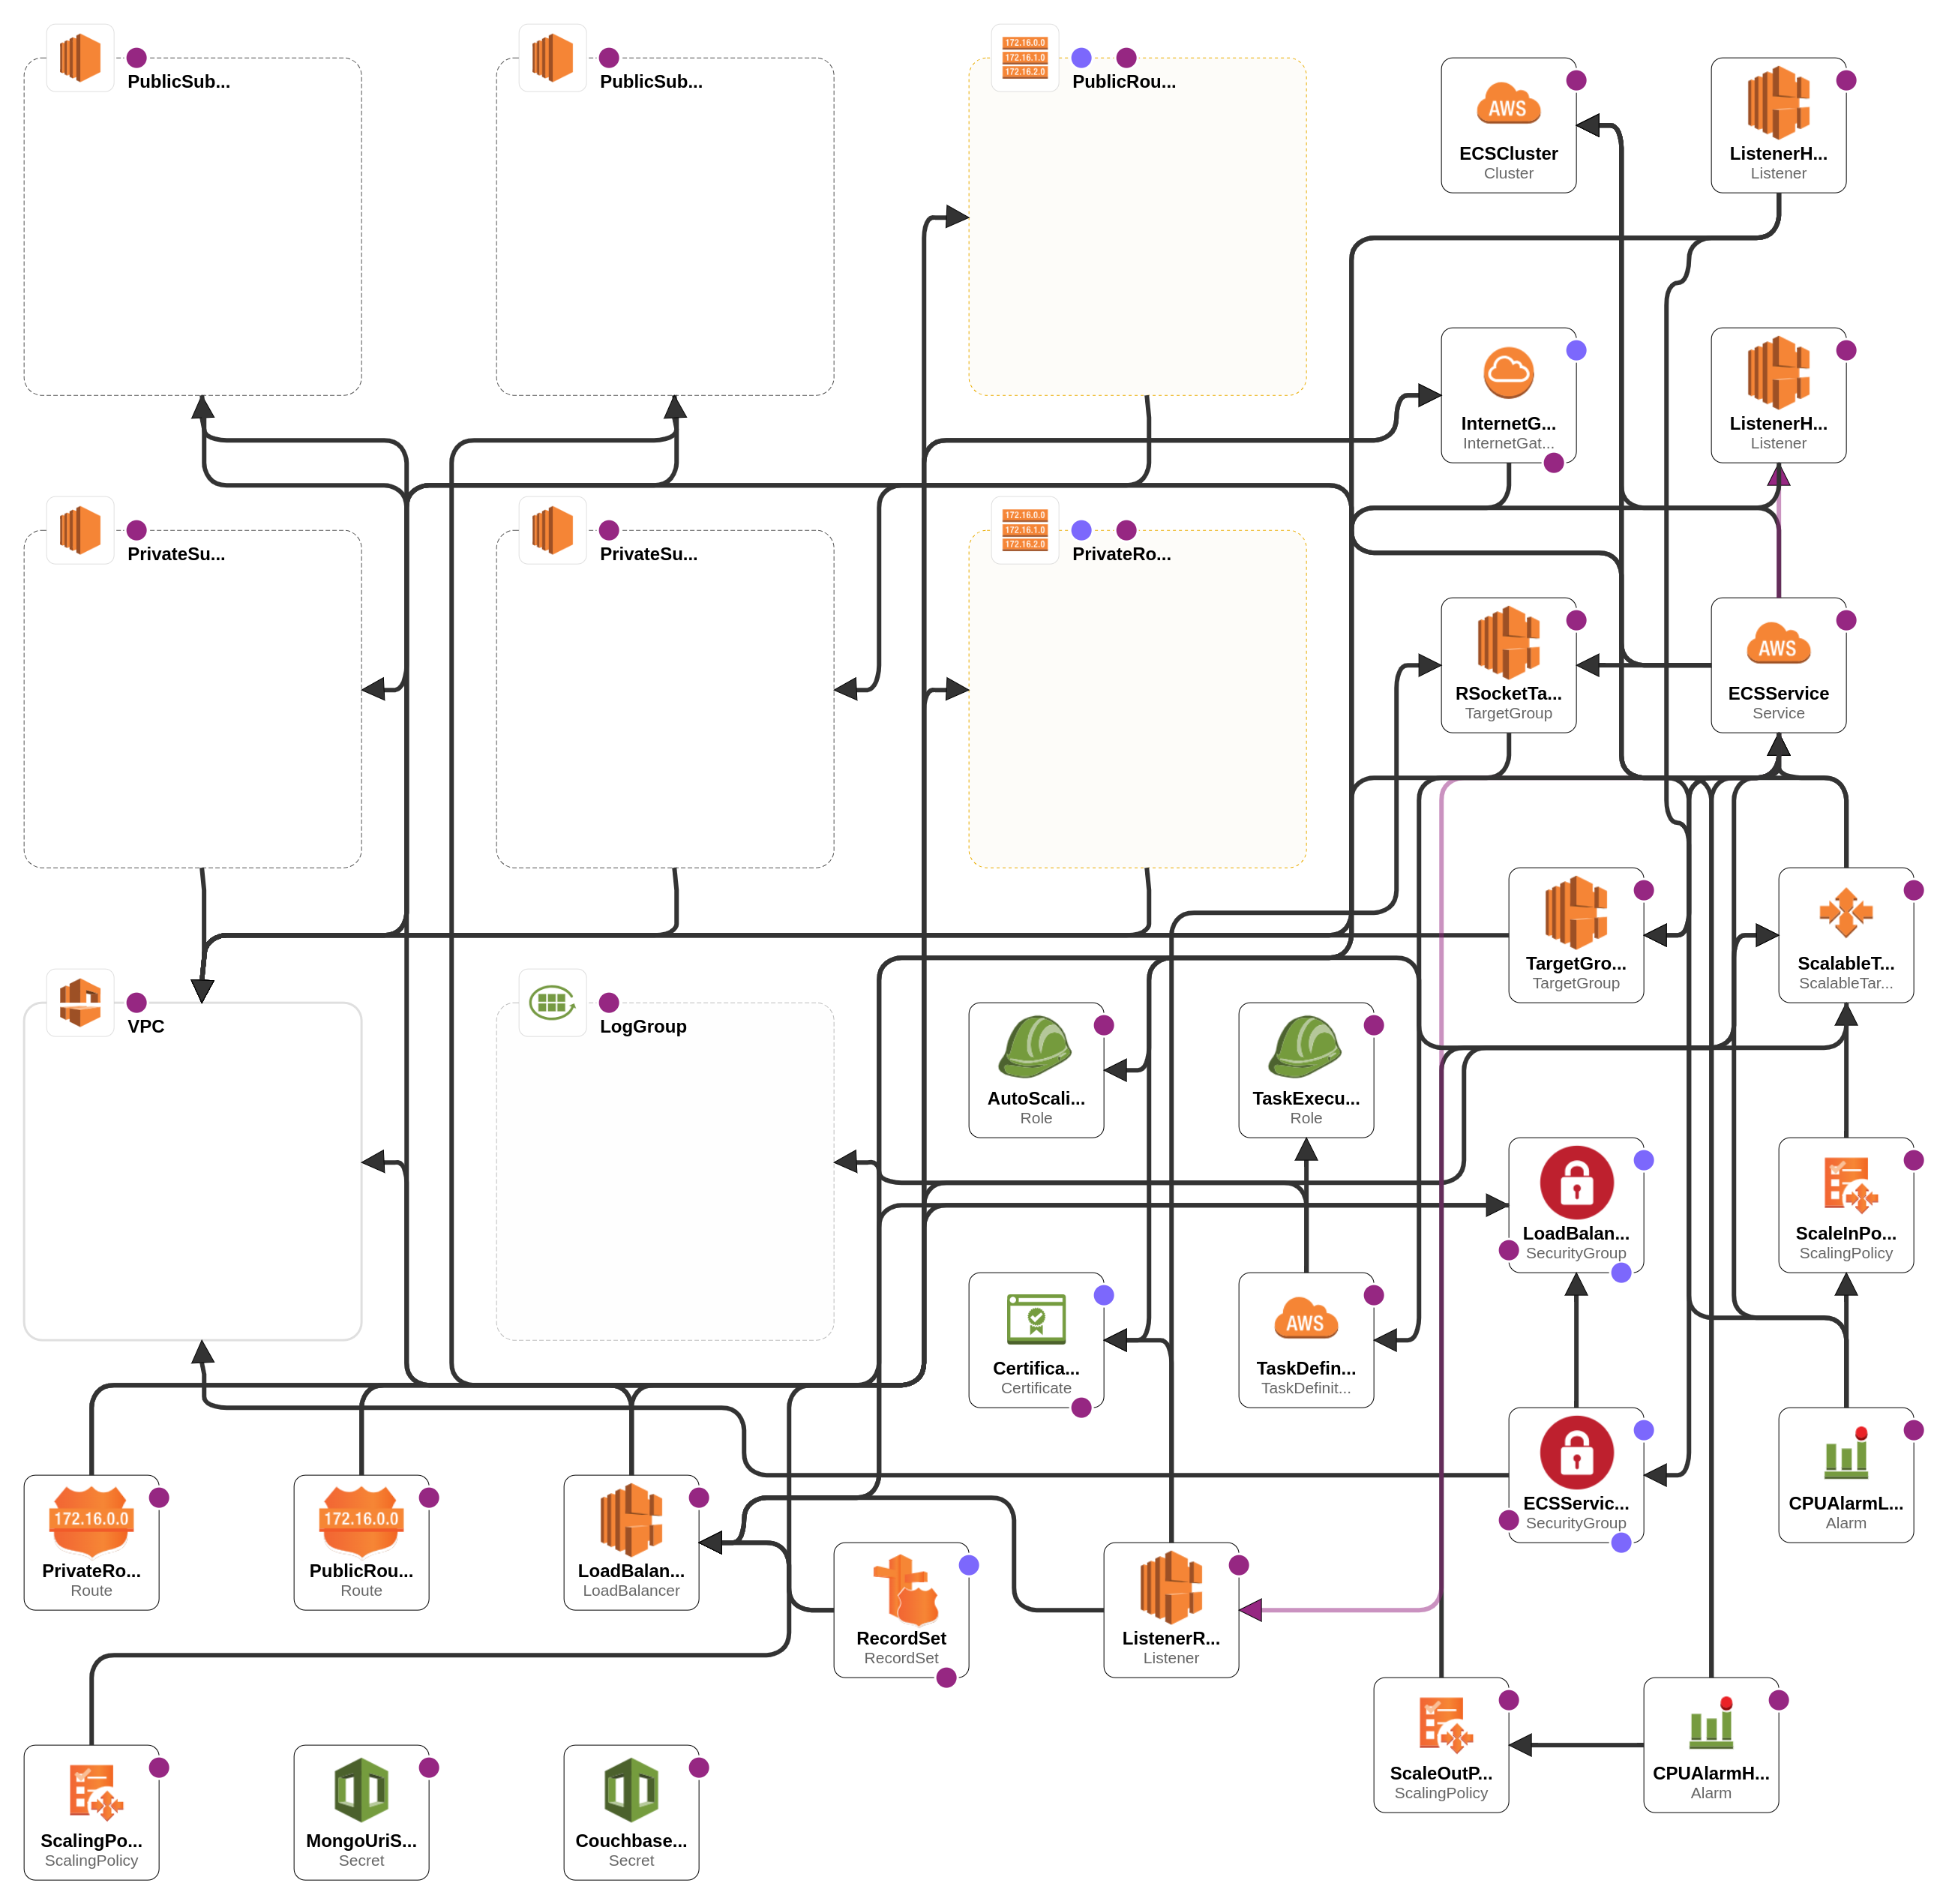 PublicSub...
PublicSub...
172.16.0.0
172.16.1.0
172.16.2.0
PublicRou...
AWS
ECSCluster
Cluster
ListenerH...
Listener
InternetG...
InternetGat...
ListenerH...
Listener
PrivateSu...
PrivateSu...
172.16.0.0
172.16.1.0
172.16.2.0
PrivateRo...
RSocketTa...
TargetGroup
AWS
ECSService
Service
TargetGro...
TargetGroup
ScalableT...
ScalableTar...
VPC
LogGroup
AutoScali...
Role
TaskExecu...
Role
LoadBalan...
SecurityGroup
ScaleInPo...
ScalingPolicy
Certifica...
Certificate
AWS
TaskDefin...
TaskDefinit...
ECSServic...
SecurityGroup
CPUAlarmL...
Alarm
172.16.0.0
PrivateRo...
Route
172.16.0.0
PublicRou...
Route
LoadBalan...
LoadBalancer
RecordSet
RecordSet
ListenerR...
Listener
ScaleOutP...
ScalingPolicy
CPUAlarmH...
Alarm
ScalingPo...
ScalingPolicy
MongoUriS...
Secret
Couchbase...
Secret